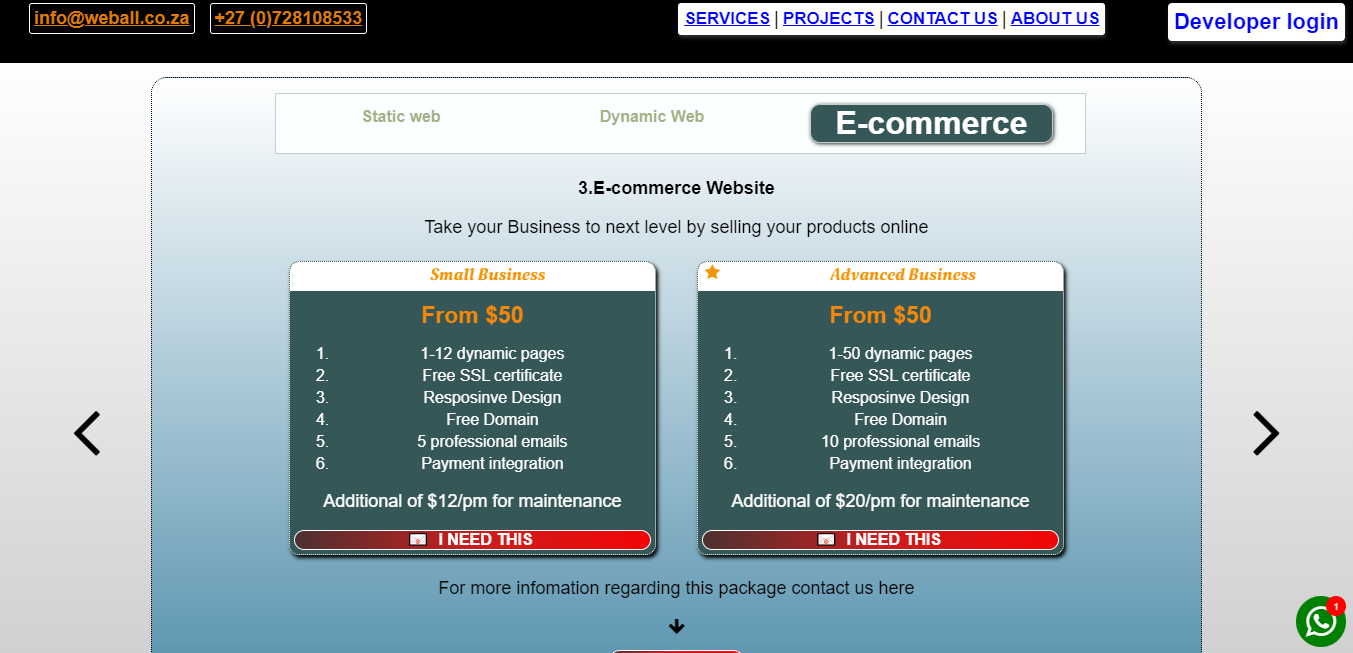 info@weball.co.za +27 (0)728108533 SERVICES | PROJECTS | CONTACT US | ABOUT US Developer login
Static web Dynamic Web E-commerce
3.E-commerce Website
Take your Business to next level by selling your products online
Small Business
From $50
1. 1-12 dynamic pages
2. Free SSL certificate
3. Resposinve Design
4. Free Domain
5. 5 professional emails
6. Payment integration
Additional of $12/pm for maintenance
I NEED THIS
Advanced Business
From $50
1. 1-50 dynamic pages
2. Free SSL certificate
3. Resposinve Design
4. Free Domain
5. 10 professional emails
6. Payment integration
Additional of $20/pm for maintenance
I NEED THIS
For more infomation regarding this package contact us here
1